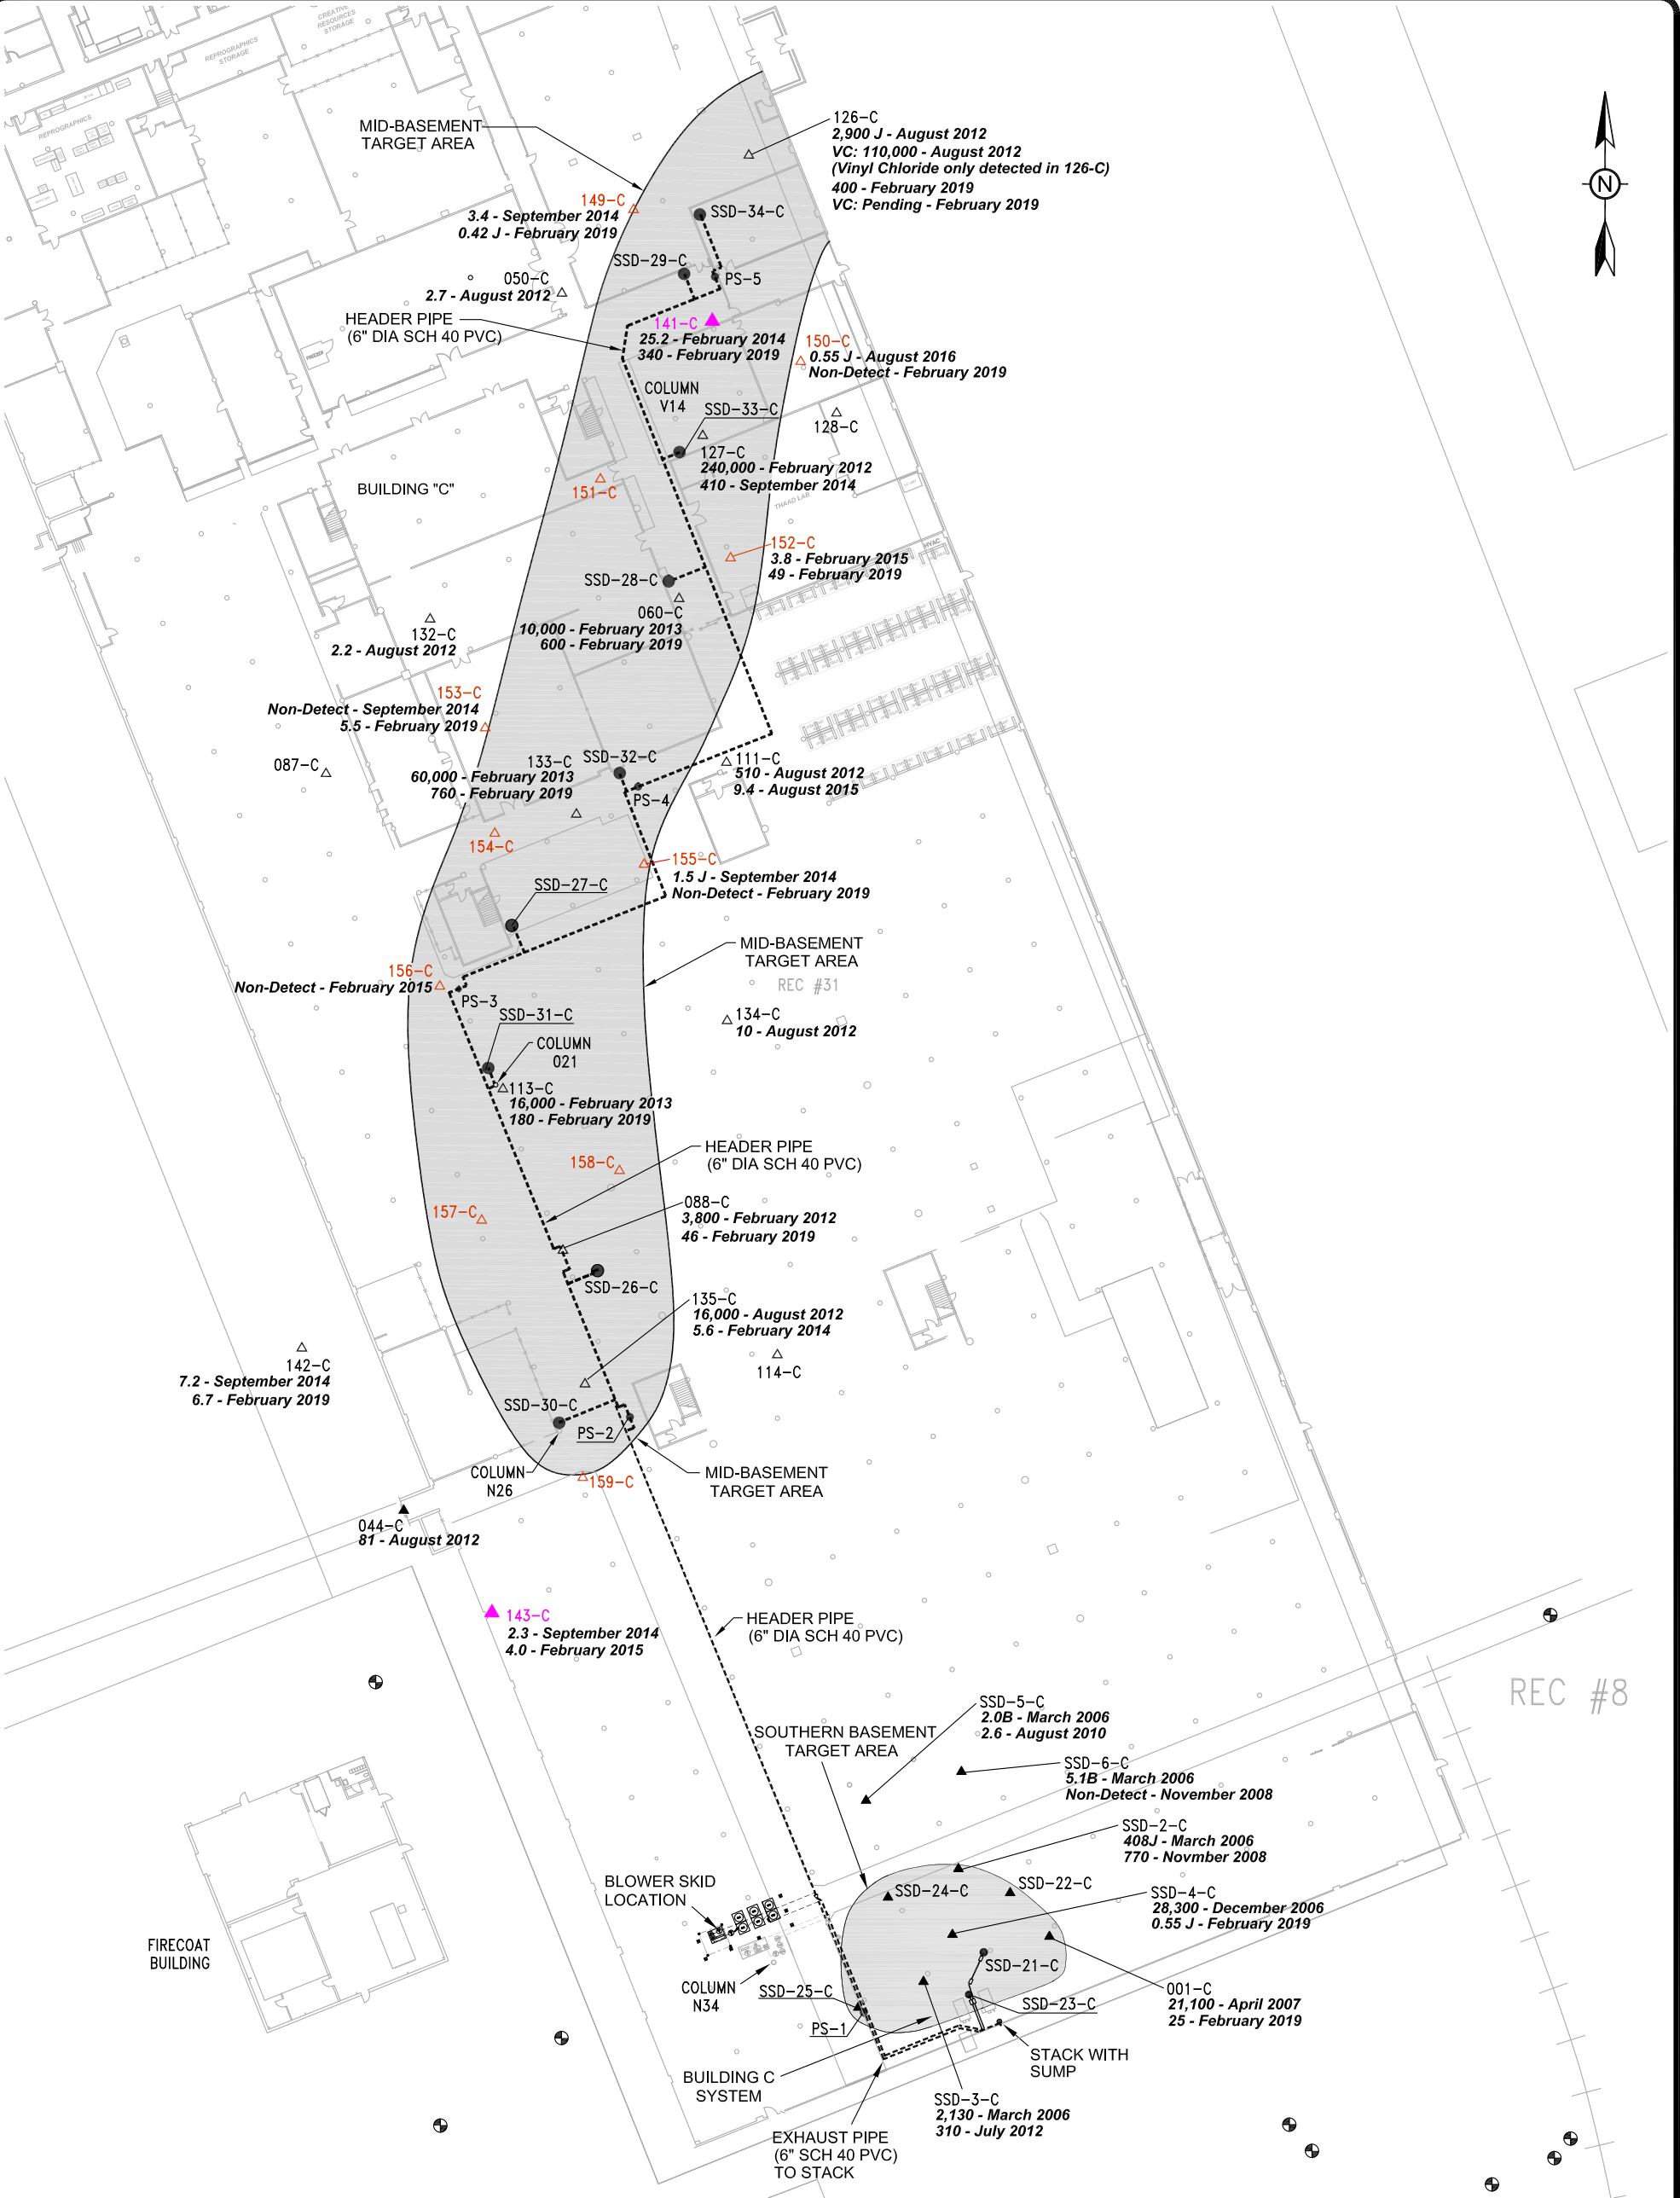 CREATIVE
RESOURCES
STORAGE
REPROGRAPHICS
STORAGE
REPROGRAPHICS
MID-BASEMENT
TARGET AREA
126-C
2,900 J - August 2012
VC: 110,000 - August 2012
(Vinyl Chloride only detected in 126-C)
400 - February 2019
VC: Pending - February 2019
N
149-C
3.4 - September 2014
0.42 J - February 2019
SSD-34-C
SSD-29-C
PS-5
050-C
2.7 - August 2012
HEADER PIPE
(6" DIA SCH 40 PVC)
FREEZER
141-C
25.2 - February 2014
340 - February 2019
150-C
0.55 J - August 2016
Non-Detect - February 2019
COLUMN
V14
SSD-33-C
128-C
127-C
240,000 - February 2012
410 - September 2014
BUILDING "C"
151-C
THAAD LAB
152-C
3.8 - February 2015
49 - February 2019
HVAC
SSD-28-C
060-C
10,000 - February 2013
600 - February 2019
132-C
2.2 - August 2012
153-C
Non-Detect - September 2014
5.5 - February 2019
087-C
133-C
60,000 - February 2013
760 - February 2019
SSD-32-C
PS-4
111-C
510 - August 2012
9.4 - August 2015
154-C
155-C
1.5 J - September 2014
Non-Detect - February 2019
SSD-27-C
MID-BASEMENT
TARGET AREA
REC #31
156-C
Non-Detect - February 2015
PS-3
SSD-31-C
COLUMN
O21
134-C
10 - August 2012
113-C
16,000 - February 2013
180 - February 2019
HEADER PIPE
(6" DIA SCH 40 PVC)
158-C
157-C
088-C
3,800 - February 2012
46 - February 2019
SSD-26-C
135-C
16,000 - August 2012
5.6 - February 2014
114-C
142-C
7.2 - September 2014
6.7 - February 2019
SSD-30-C
PS-2
COLUMN
N26
159-C
MID-BASEMENT
TARGET AREA
044-C
81 - August 2012
143-C
2.3 - September 2014
4.0 - February 2015
HEADER PIPE
(6" DIA SCH 40 PVC)
REC #8
SSD-5-C
2.0B - March 2006
2.6 - August 2010
SOUTHERN BASEMENT
TARGET AREA
SSD-6-C
5.1B - March 2006
Non-Detect - November 2008
SSD-2-C
408J - March 2006
770 - Novmber 2008
BLOWER SKID
LOCATION
SSD-24-C
SSD-22-C
SSD-4-C
28,300 - December 2006
0.55 J - February 2019
FIRECOAT
BUILDING
SSD-21-C
COLUMN
N34
SSD-25-C
SSD-23-C
PS-1
001-C
21,100 - April 2007
25 - February 2019
STACK WITH
SUMP
BUILDING C
SYSTEM
SSD-3-C
2,130 - March 2006
310 - July 2012
EXHAUST PIPE
(6" SCH 40 PVC)
TO STACK